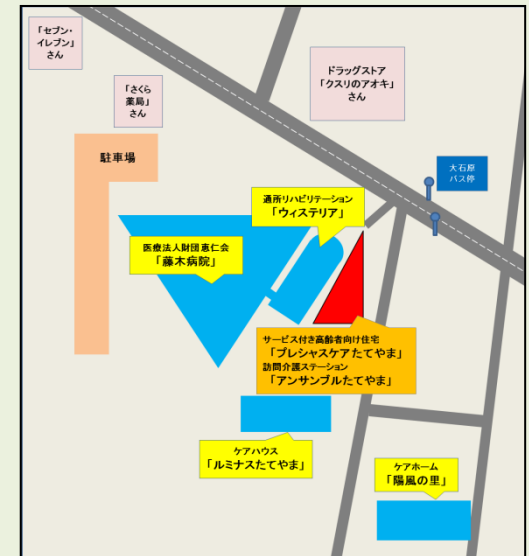 「セブン・
イレブン」
さん
「さくら
薬局」
さん
ドラッグストア
「クスリのアオキ」
さん
駐車場
大石原
バス停
通所リハビリテーション
「ウィステリア」
医療法人財団恵仁会
「藤木病院」
サービス付き高齢者向け住宅
「プレシャスケアたてやま」
訪問介護ステーション
「アンサンブルたてやま」
ケアハウス
「ルミナスたてやま」
ケアホーム
「陽風の里」